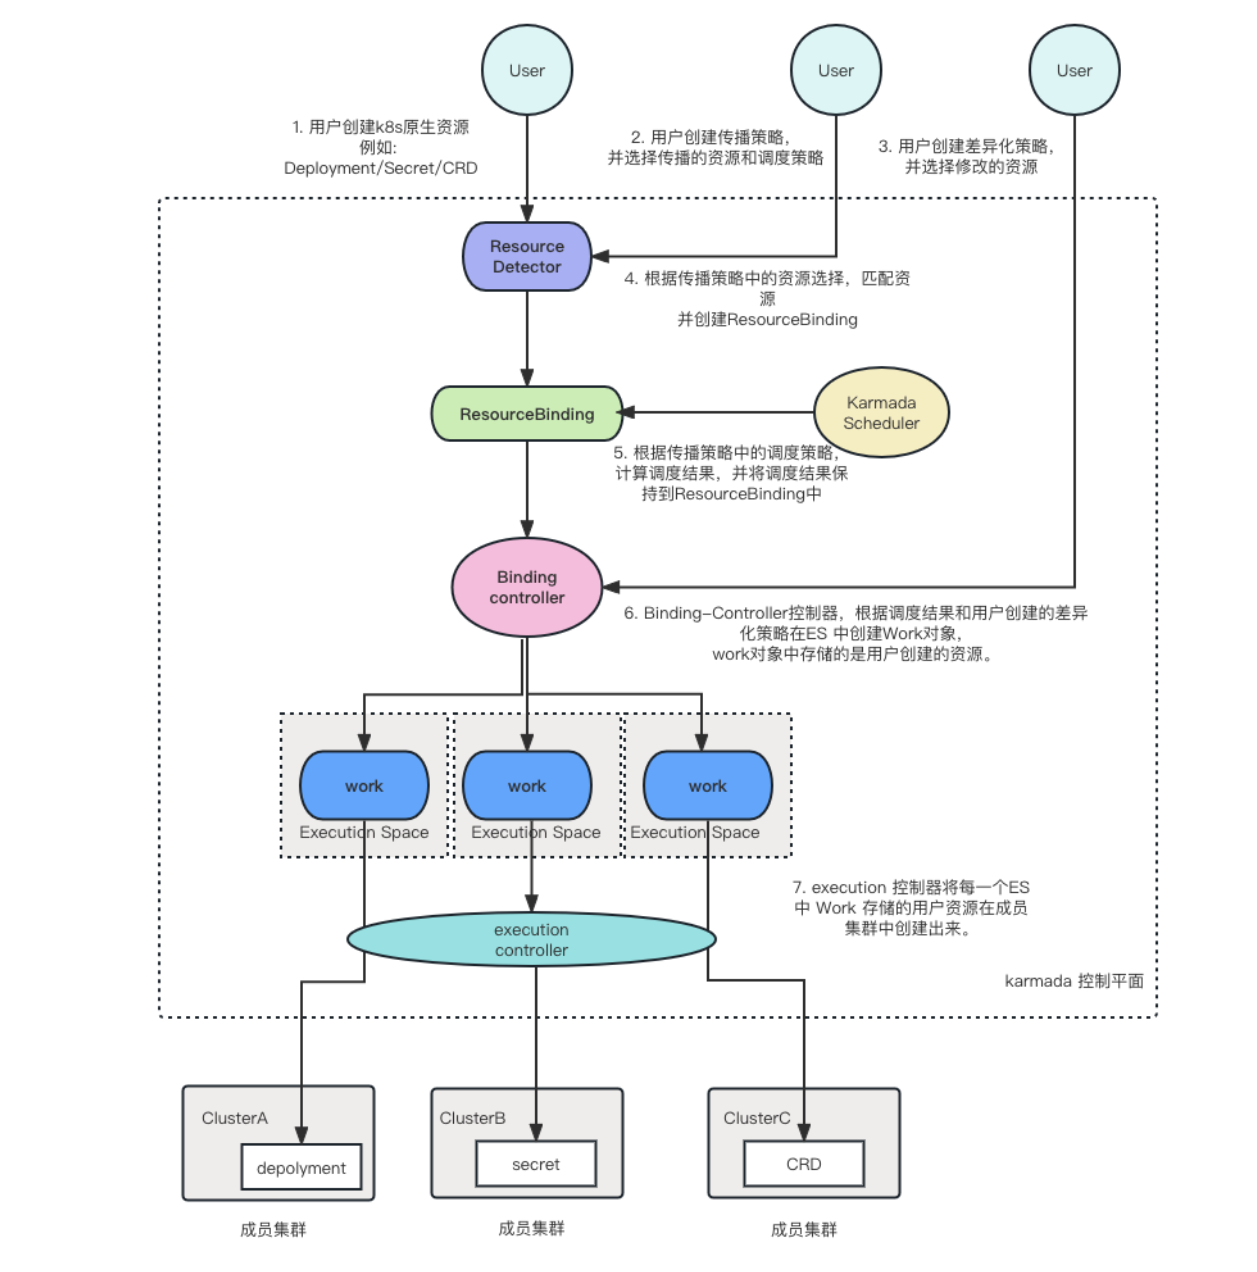 User
User
User
1. 用户创建k8s原生资源
例如:
Deployment/Secret/CRD
2. 用户创建传播策略，
并选择传播的资源和调度策略
3. 用户创建差异化策略，
并选择修改的资源
Resource
Detector
4. 根据传播策略中的资源选择，匹配资
源
并创建ResourceBinding
ResourceBinding
Karmada
Scheduler
5. 根据传播策略中的调度策略，
计算调度结果，并将调度结果保
持到ResourceBinding中
Binding
controller
6. Binding-Controller控制器，根据调度结果和用户创建的差异
化策略在ES 中创建Work对象，
work对象中存储的是用户创建的资源。
work
work
work
Execution Space
Execution Space
Execution Space
7. execution 控制器将每一个ES
中 Work 存储的用户资源在成员
集群中创建出来。
execution
controller
karmada 控制平面
ClusterA
ClusterB
ClusterC
depolyment
secret
CRD
成员集群
成员集群
成员集群